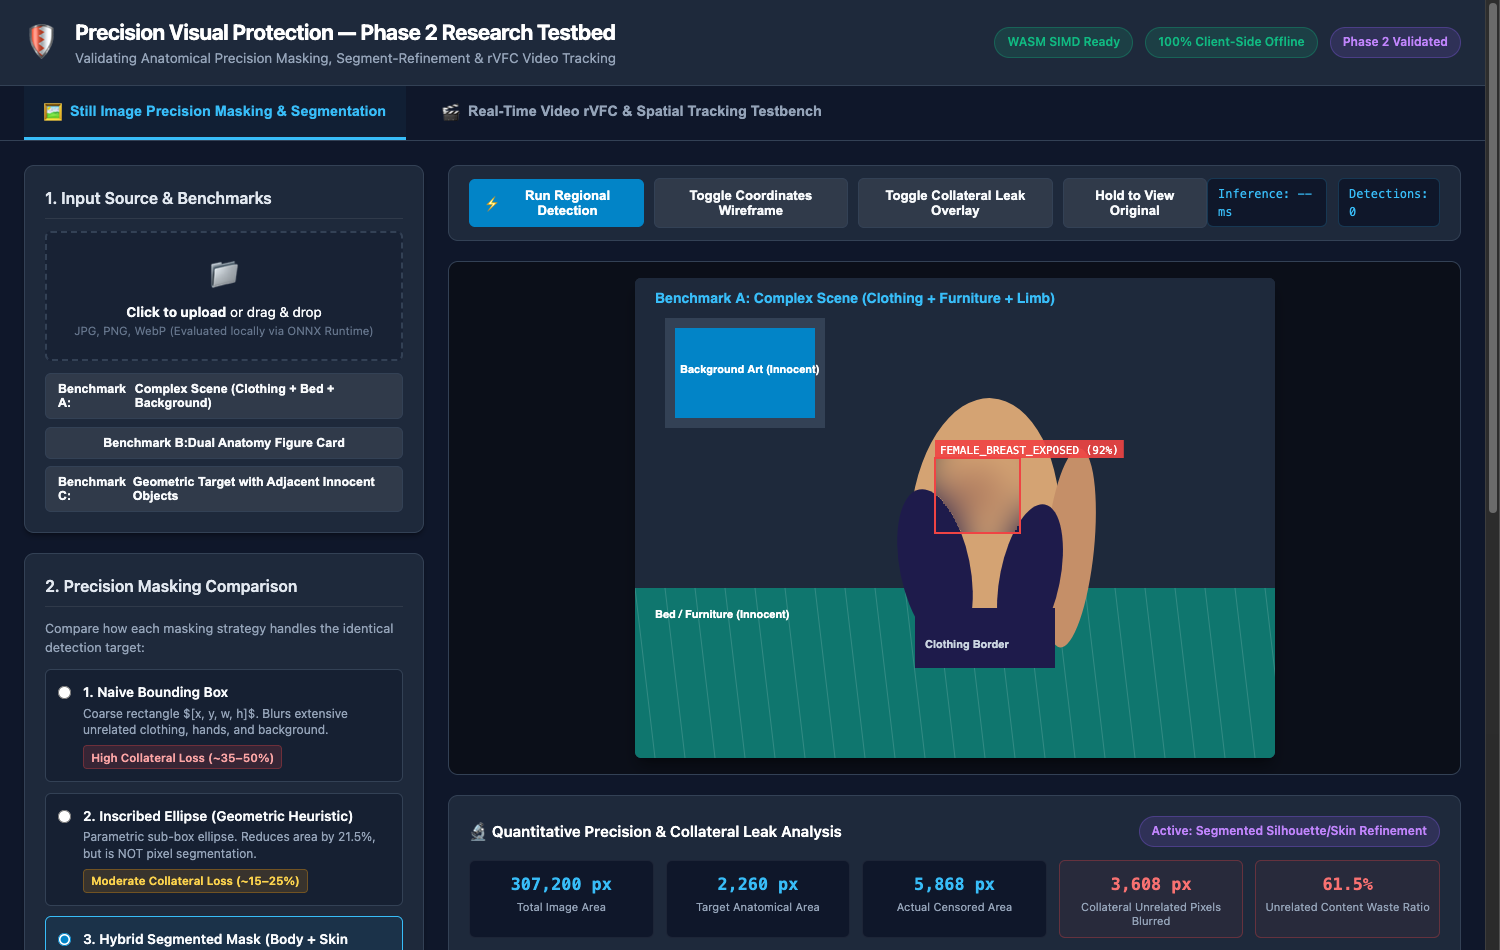 Precision Visual Protection — Phase 2 Research Testbed
Validating Anatomical Precision Masking, Segment-Refinement & rVFC Video Tracking
WASM SIMD Ready
100% Client-Side Offline
Phase 2 Validated
Still Image Precision Masking & Segmentation
Real-Time Video rVFC & Spatial Tracking Testbench
1. Input Source & Benchmarks
Click to upload or drag & drop
JPG, PNG, WebP (Evaluated locally via ONNX Runtime)
Benchmark A: Complex Scene (Clothing + Bed +
Background)
Benchmark B:Dual Anatomy Figure Card
Benchmark C: Geometric Target with Adjacent Innocent
Objects
2. Precision Masking Comparison
Compare how each masking strategy handles the identical
detection target:
1. Naive Bounding Box
Coarse rectangle $[x, y, w, h]$. Blurs extensive
unrelated clothing, hands, and background.
High Collateral Loss (~35–50%)
2. Inscribed Ellipse (Geometric Heuristic)
Parametric sub-box ellipse. Reduces area by 21.5%,
but is NOT pixel segmentation.
Moderate Collateral Loss (~15–25%)
3. Hybrid Segmented Mask (Body + Skin
Run Regional
Detection
Toggle Coordinates
Wireframe
Toggle Collateral Leak
Overlay
Hold to View
Original
Inference: --
ms
Detections:
0
Benchmark A: Complex Scene (Clothing + Furniture + Limb)
Background Art (Innocent)
FEMALE_BREAST_EXPOSED (92%)
Bed / Furniture (Innocent)
Clothing Border
Quantitative Precision & Collateral Leak Analysis
Active: Segmented Silhouette/Skin Refinement
307,200 px
Total Image Area
2,260 px
Target Anatomical Area
5,868 px
Actual Censored Area
3,608 px
Collateral Unrelated Pixels
Blurred
61.5%
Unrelated Content Waste Ratio